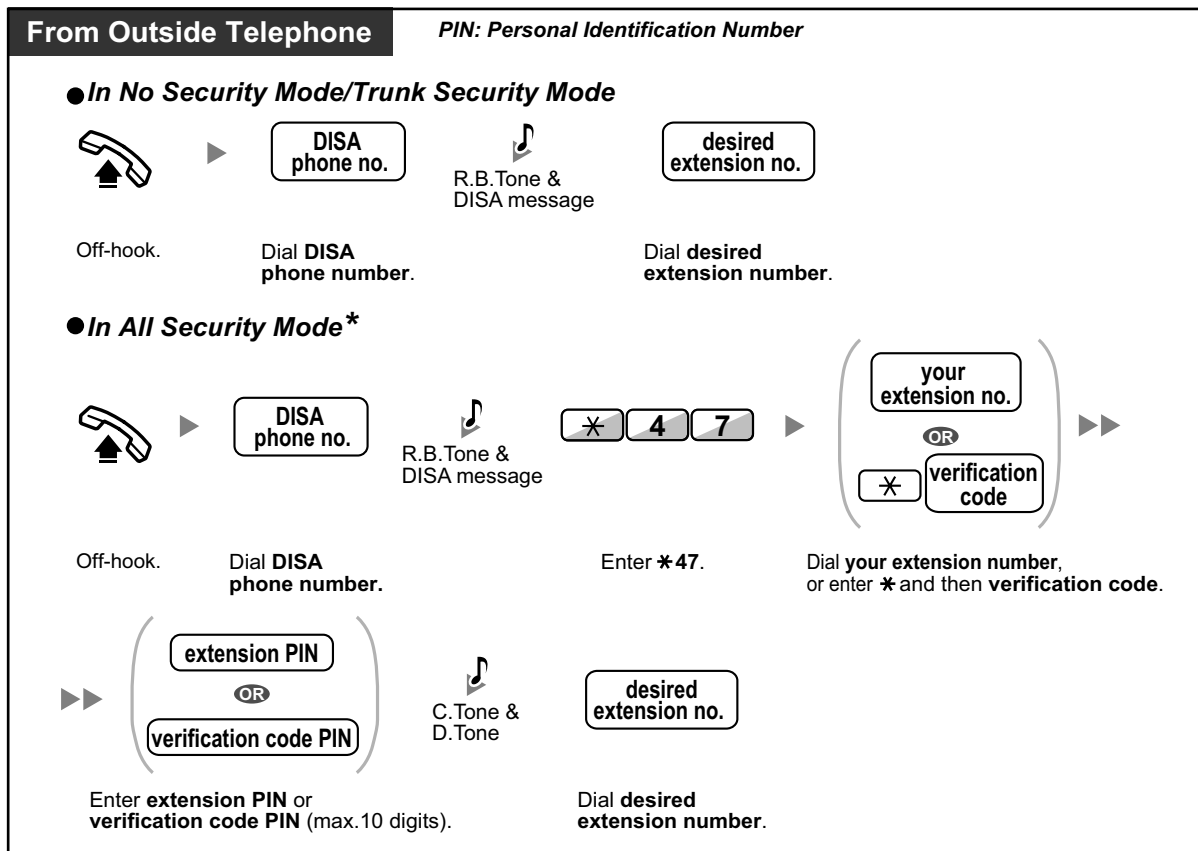 From Outside Telephone
PIN: Personal Identification Number
●In No Security Mode/Trunk Security Mode
DISA
phone no.
R.B.Tone &
DISA message
desired
extension no.
Off-hook.
Dial DISA
phone number.
Dial desired
extension number.
●In All Security Mode*
DISA
phone no.
R.B.Tone &
DISA message
* 4 7
your
extension no.
OR
* verification
code
Off-hook.
Dial DISA
phone number.
Enter *47.
Dial your extension number,
or enter * and then verification code.
extension PIN
OR
verification code PIN
C.Tone &
D.Tone
desired
extension no.
Enter extension PIN or
verification code PIN (max.10 digits).
Dial desired
extension number.